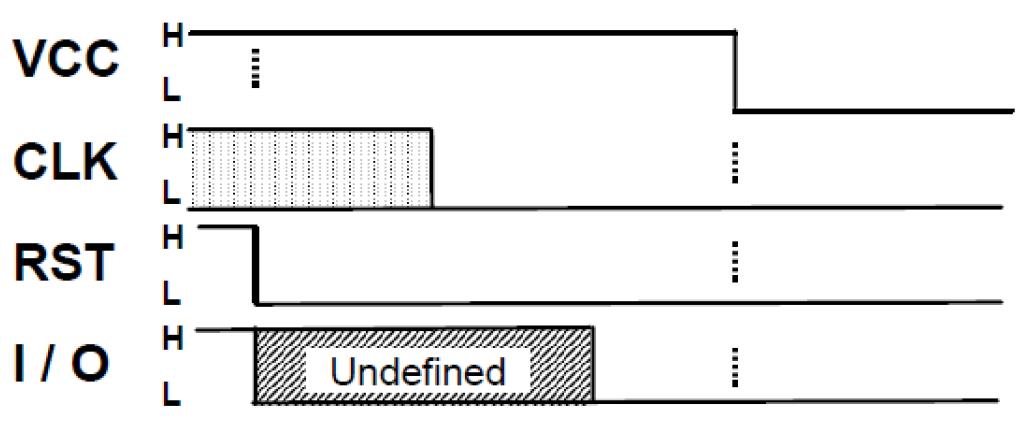 VCC H
L
CLK H
L
RST H
L
I / O H
Undefined
L